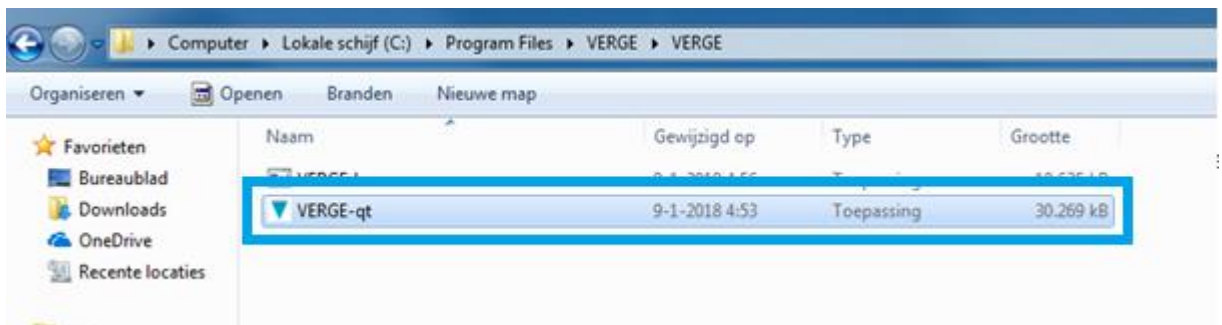 Computer ▸ Lokale schijf (C:) ▸ Program Files ▸ VERGE ▸ VERGE
Organiseren Openen Branden Nieuwe map
Naam Gewijzigd op Type Grootte
Favorieten
Bureaublad
VERGE-qt 9-1-2018 4:53 Toepassing 30.269 kB
Downloads
OneDrive
Recente locaties